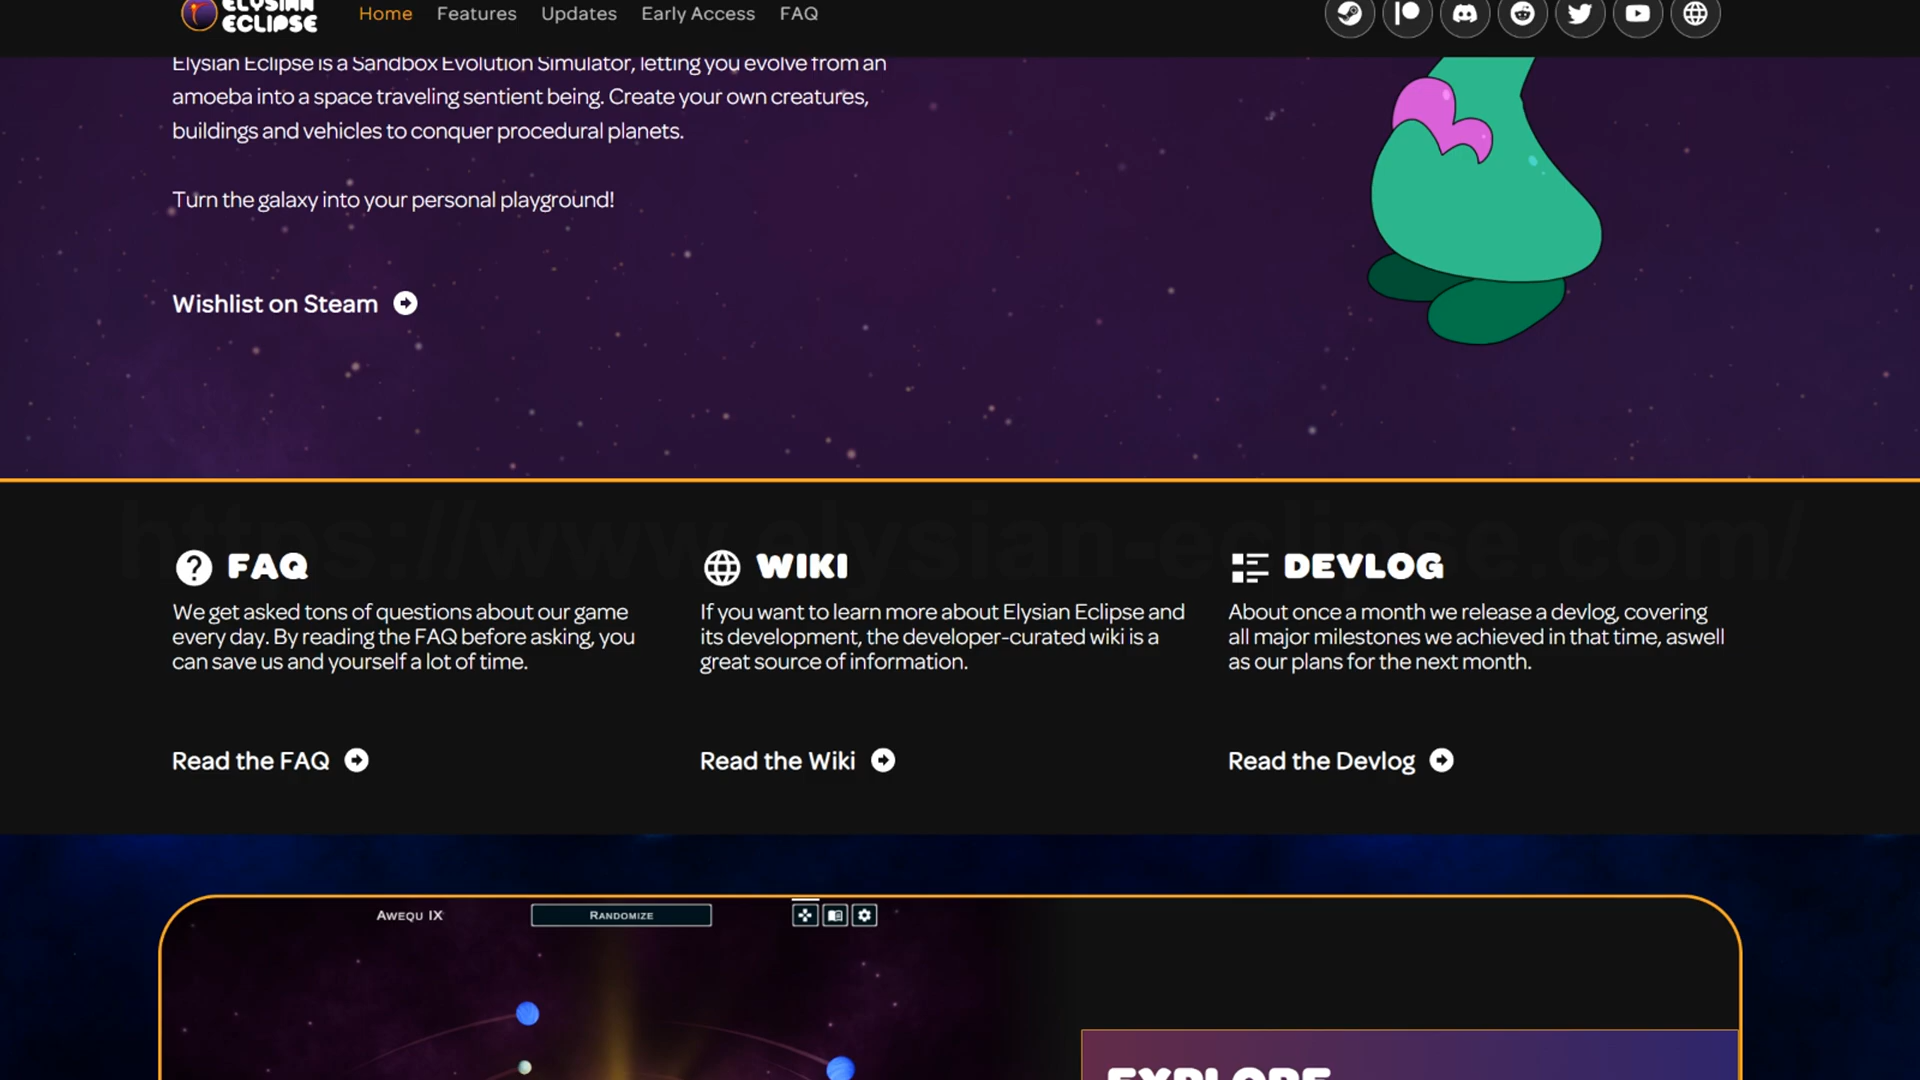 ELYSIAN
ECLIPSE
Home Features Updates Early Access FAQ
Elysian Eclipse is a Sandbox Evolution Simulator, letting you evolve from an
amoeba into a space traveling sentient being. Create your own creatures,
buildings and vehicles to conquer procedural planets.
Turn the galaxy into your personal playground!
Wishlist on Steam
https://www.elysian-eclipse.com/
FAQ
We get asked tons of questions about our game
every day. By reading the FAQ before asking, you
can save us and yourself a lot of time.
Read the FAQ
WIKI
If you want to learn more about Elysian Eclipse and
its development, the developer-curated wiki is a
great source of information.
Read the Wiki
DEVLOG
About once a month we release a devlog, covering
all major milestones we achieved in that time, aswell
as our plans for the next month.
Read the Devlog
AWEQU IX
RANDOMIZE
EXPLORE